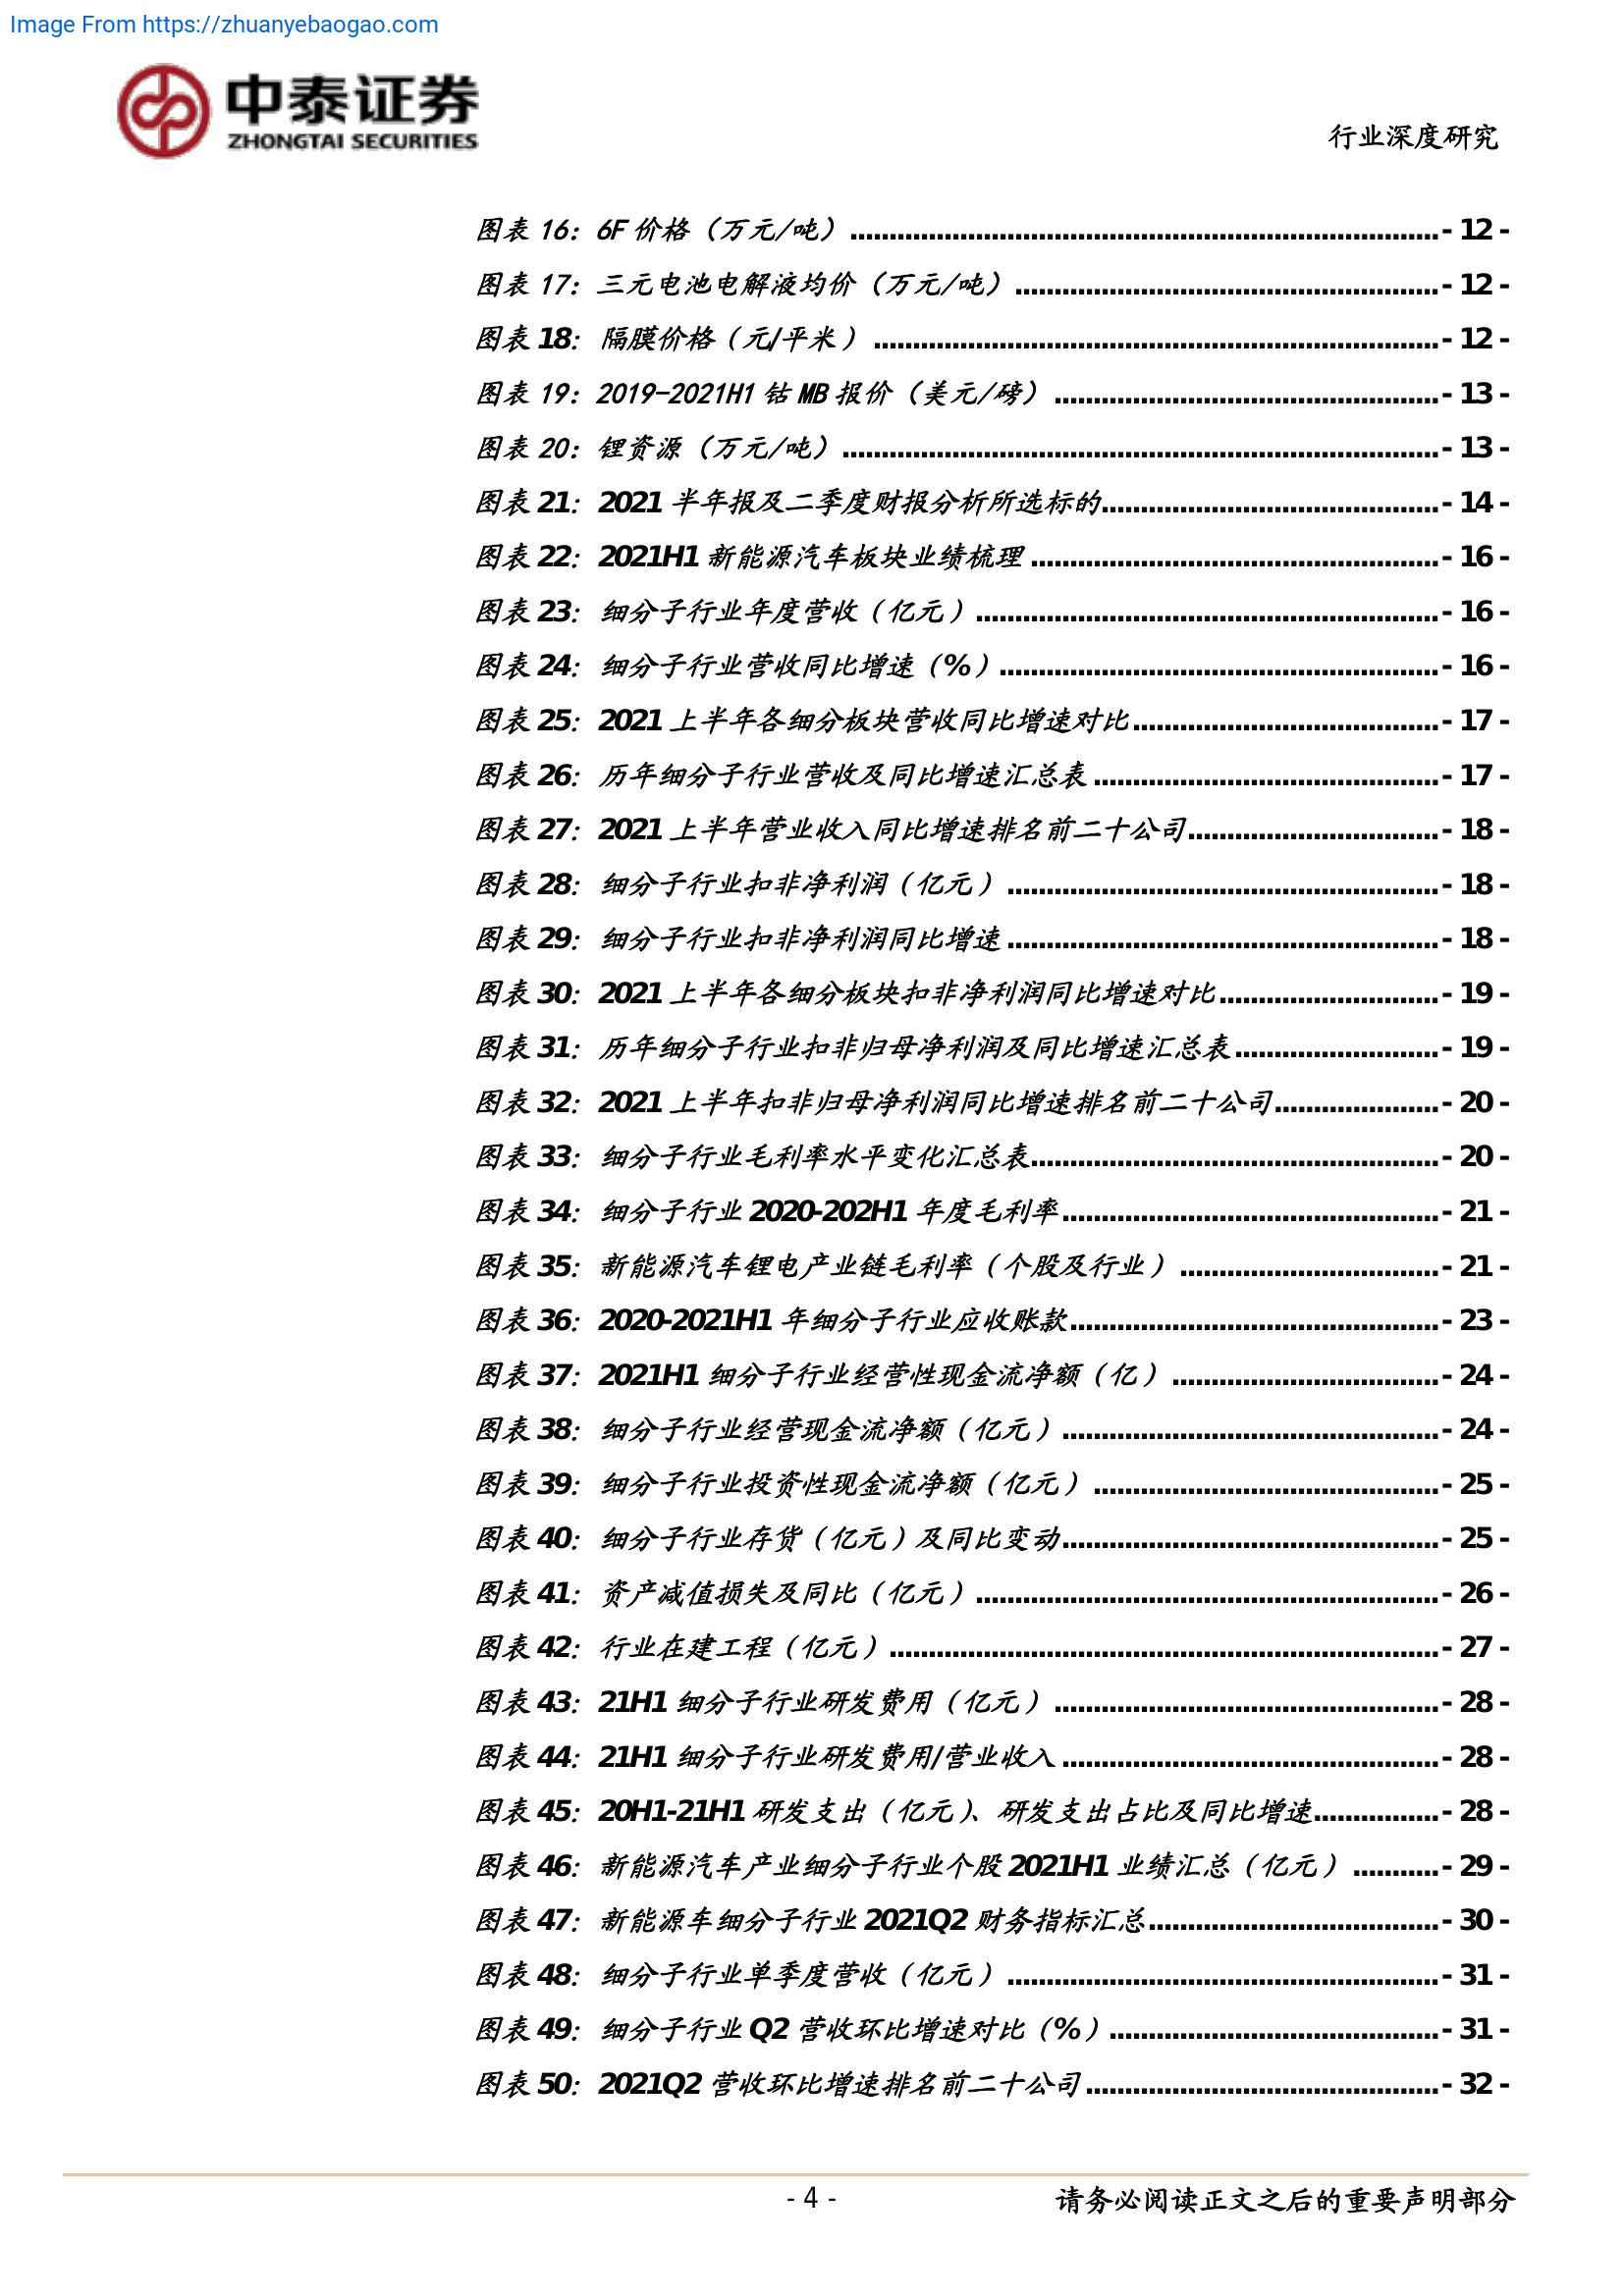 Image From https://zhuanyebaogao.com
中泰证券
ZHONGTAI SECURITIES
行业深度研究
图表 16：6F 价格（万元/吨）- 12 -
图表 17：三元电池电解液均价（万元/吨）- 12 -
图表 18：隔膜价格（元/平米）- 12 -
图表 19：2019-2021H1 钴 MB 报价（美元/磅）- 13 -
图表 20：锂资源（万元/吨）- 13 -
图表 21：2021 半年报及二季度财报分析所选标的- 14 -
图表 22：2021H1 新能源汽车板块业绩梳理- 16 -
图表 23：细分子行业年度营收（亿元）- 16 -
图表 24：细分子行业营收同比增速（%）- 16 -
图表 25：2021 上半年各细分板块营收同比增速对比- 17 -
图表 26：历年细分子行业营收及同比增速汇总表- 17 -
图表 27：2021 上半年营业收入同比增速排名前二十公司- 18 -
图表 28：细分子行业扣非净利润（亿元）- 18 -
图表 29：细分子行业扣非净利润同比增速- 18 -
图表 30：2021 上半年各细分板块扣非净利润同比增速对比- 19 -
图表 31：历年细分子行业扣非归母净利润及同比增速汇总表- 19 -
图表 32：2021 上半年扣非归母净利润同比增速排名前二十公司- 20 -
图表 33：细分子行业毛利率水平变化汇总表- 20 -
图表 34：细分子行业 2020-202H1 年度毛利率- 21 -
图表 35：新能源汽车锂电产业链毛利率（个股及行业）- 21 -
图表 36：2020-2021H1 年细分子行业应收账款- 23 -
图表 37：2021H1 细分子行业经营性现金流净额（亿）- 24 -
图表 38：细分子行业经营现金流净额（亿元）- 24 -
图表 39：细分子行业投资性现金流净额（亿元）- 25 -
图表 40：细分子行业存货（亿元）及同比变动- 25 -
图表 41：资产减值损失及同比（亿元）- 26 -
图表 42：行业在建工程（亿元）- 27 -
图表 43：21H1 细分子行业研发费用（亿元）- 28 -
图表 44：21H1 细分子行业研发费用/营业收入- 28 -
图表 45：20H1-21H1 研发支出（亿元）、研发支出占比及同比增速- 28 -
图表 46：新能源汽车产业细分子行业个股 2021H1 业绩汇总（亿元）- 29 -
图表 47：新能源车细分子行业 2021Q2 财务指标汇总- 30 -
图表 48：细分子行业单季度营收（亿元）- 31 -
图表 49：细分子行业 Q2 营收环比增速对比（%）- 31 -
图表 50：2021Q2 营收环比增速排名前二十公司- 32 -
- 4 -
请务必阅读正文之后的重要声明部分